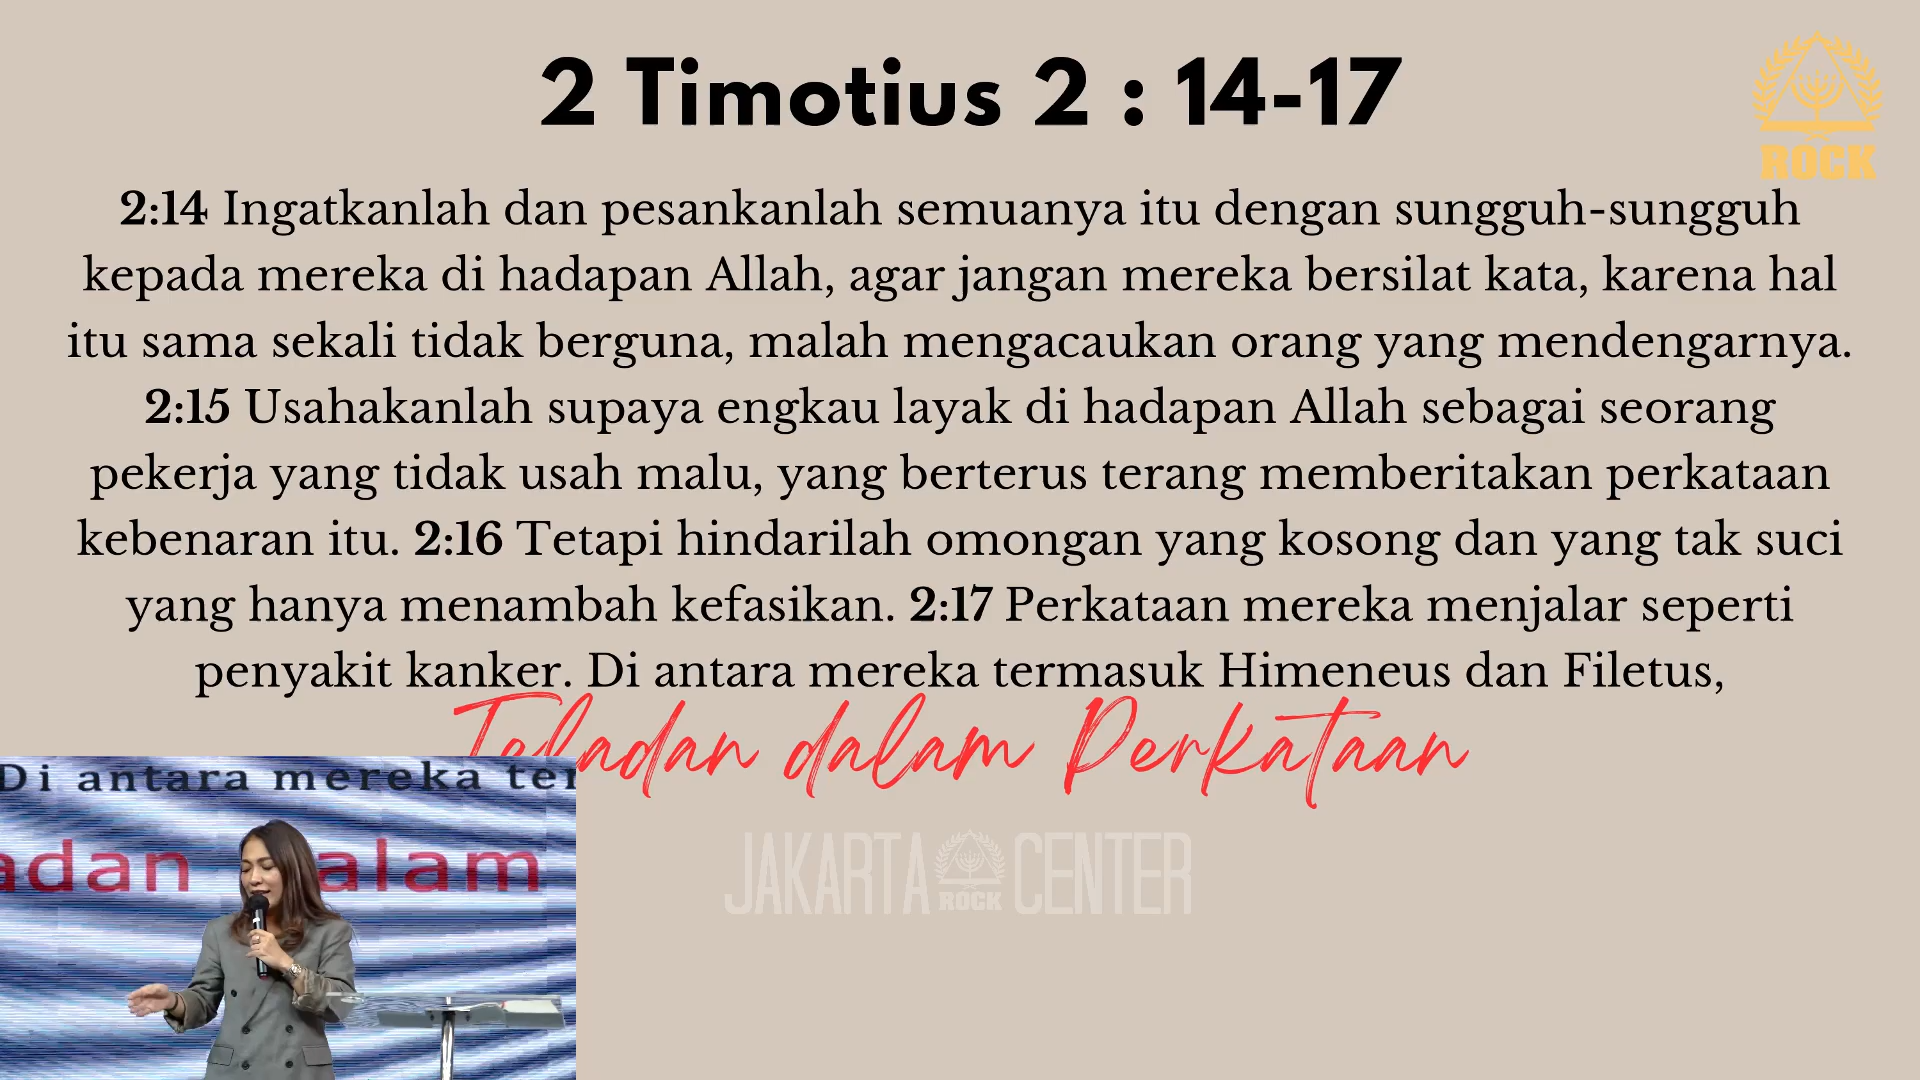 2 Timotius 2 : 14-17
ROCK
2:14 Ingatkanlah dan pesankanlah semuanya itu dengan sungguh-sungguh
kepada mereka di hadapan Allah, agar jangan mereka bersilat kata, karena hal
itu sama sekali tidak berguna, malah mengacaukan orang yang mendengarnya.
2:15 Usahakanlah supaya engkau layak di hadapan Allah sebagai seorang
pekerja yang tidak usah malu, yang berterus terang memberitakan perkataan
kebenaran itu. 2:16 Tetapi hindarilah omongan yang kosong dan yang tak suci
yang hanya menambah kefasikan. 2:17 Perkataan mereka menjalar seperti
penyakit kanker. Di antara mereka termasuk Himeneus dan Filetus,
Teladan dalam Perkataan
Di antara mereka ter
adan dalam
JAKARTA ROCK CENTER